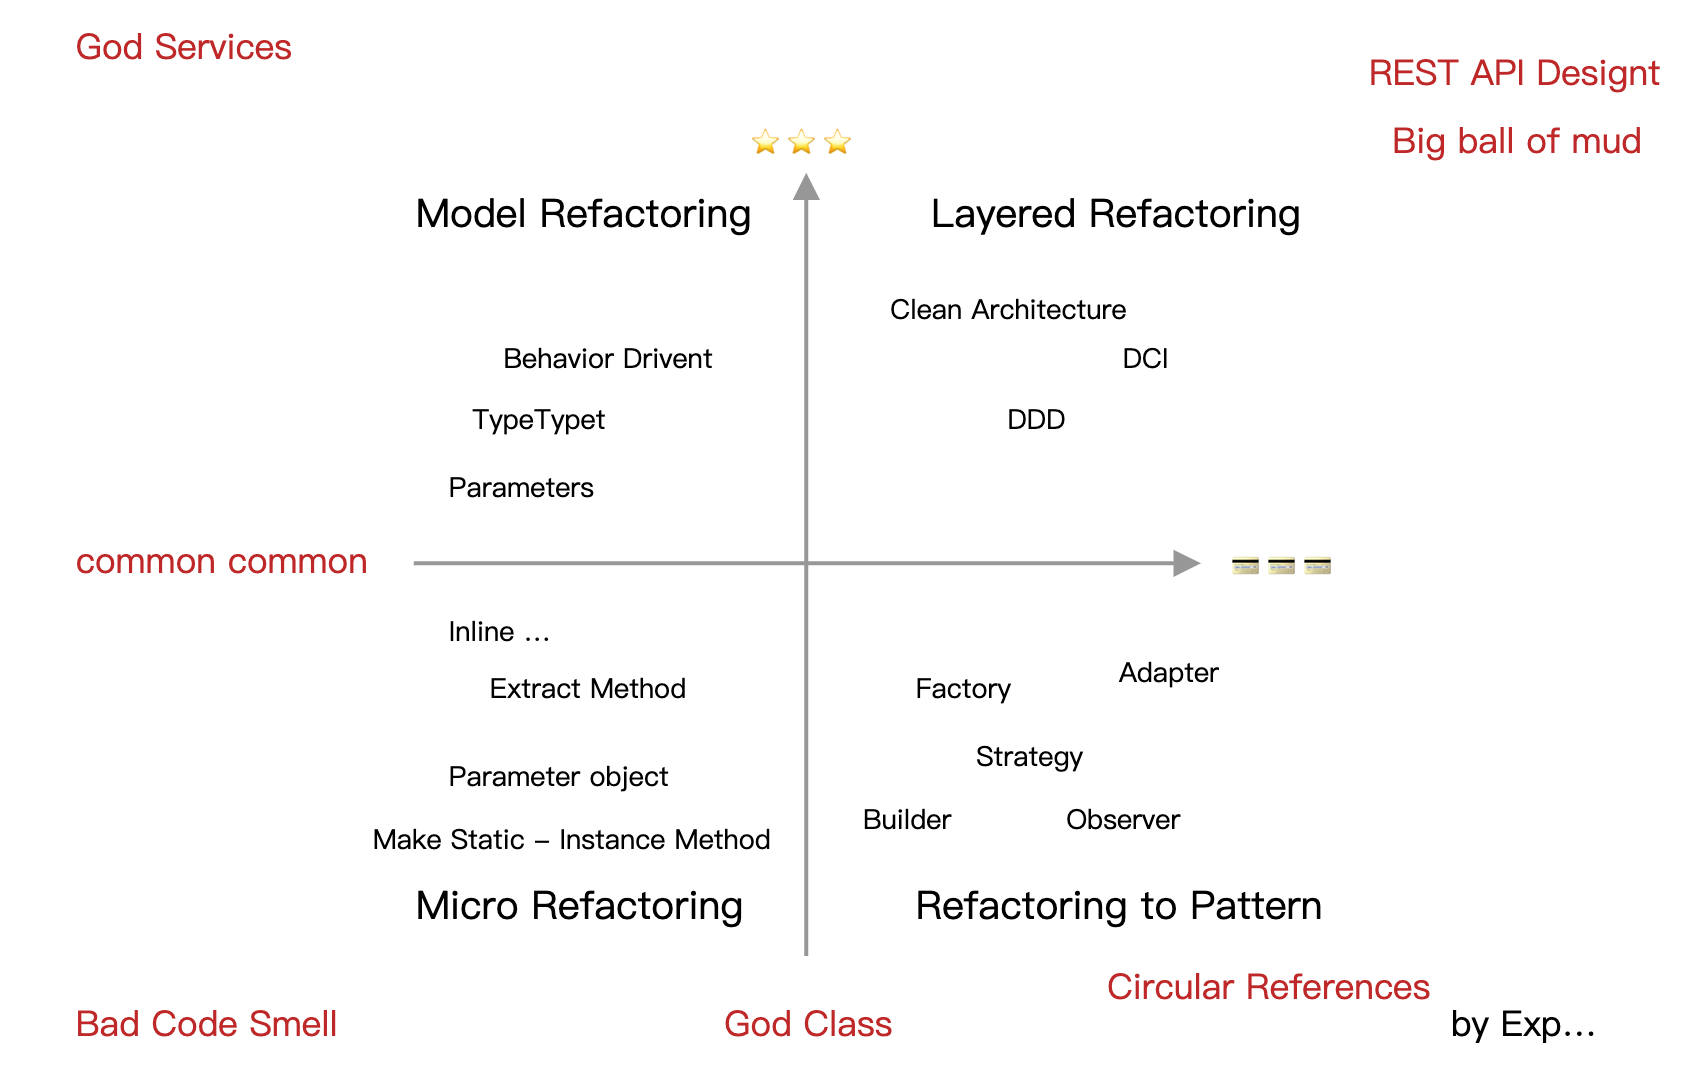 God Services
REST API Designt
Big ball of mud
Model Refactoring
Layered Refactoring
Clean Architecture
Behavior Drivent
DCI
TypeTypet
DDD
Parameters
common common
Inline ...
Adapter
Extract Method
Factory
Strategy
Parameter object
Builder
Observer
Make Static – Instance Method
Micro Refactoring
Refactoring to Pattern
Circular References
Bad Code Smell
God Class
by Exp...